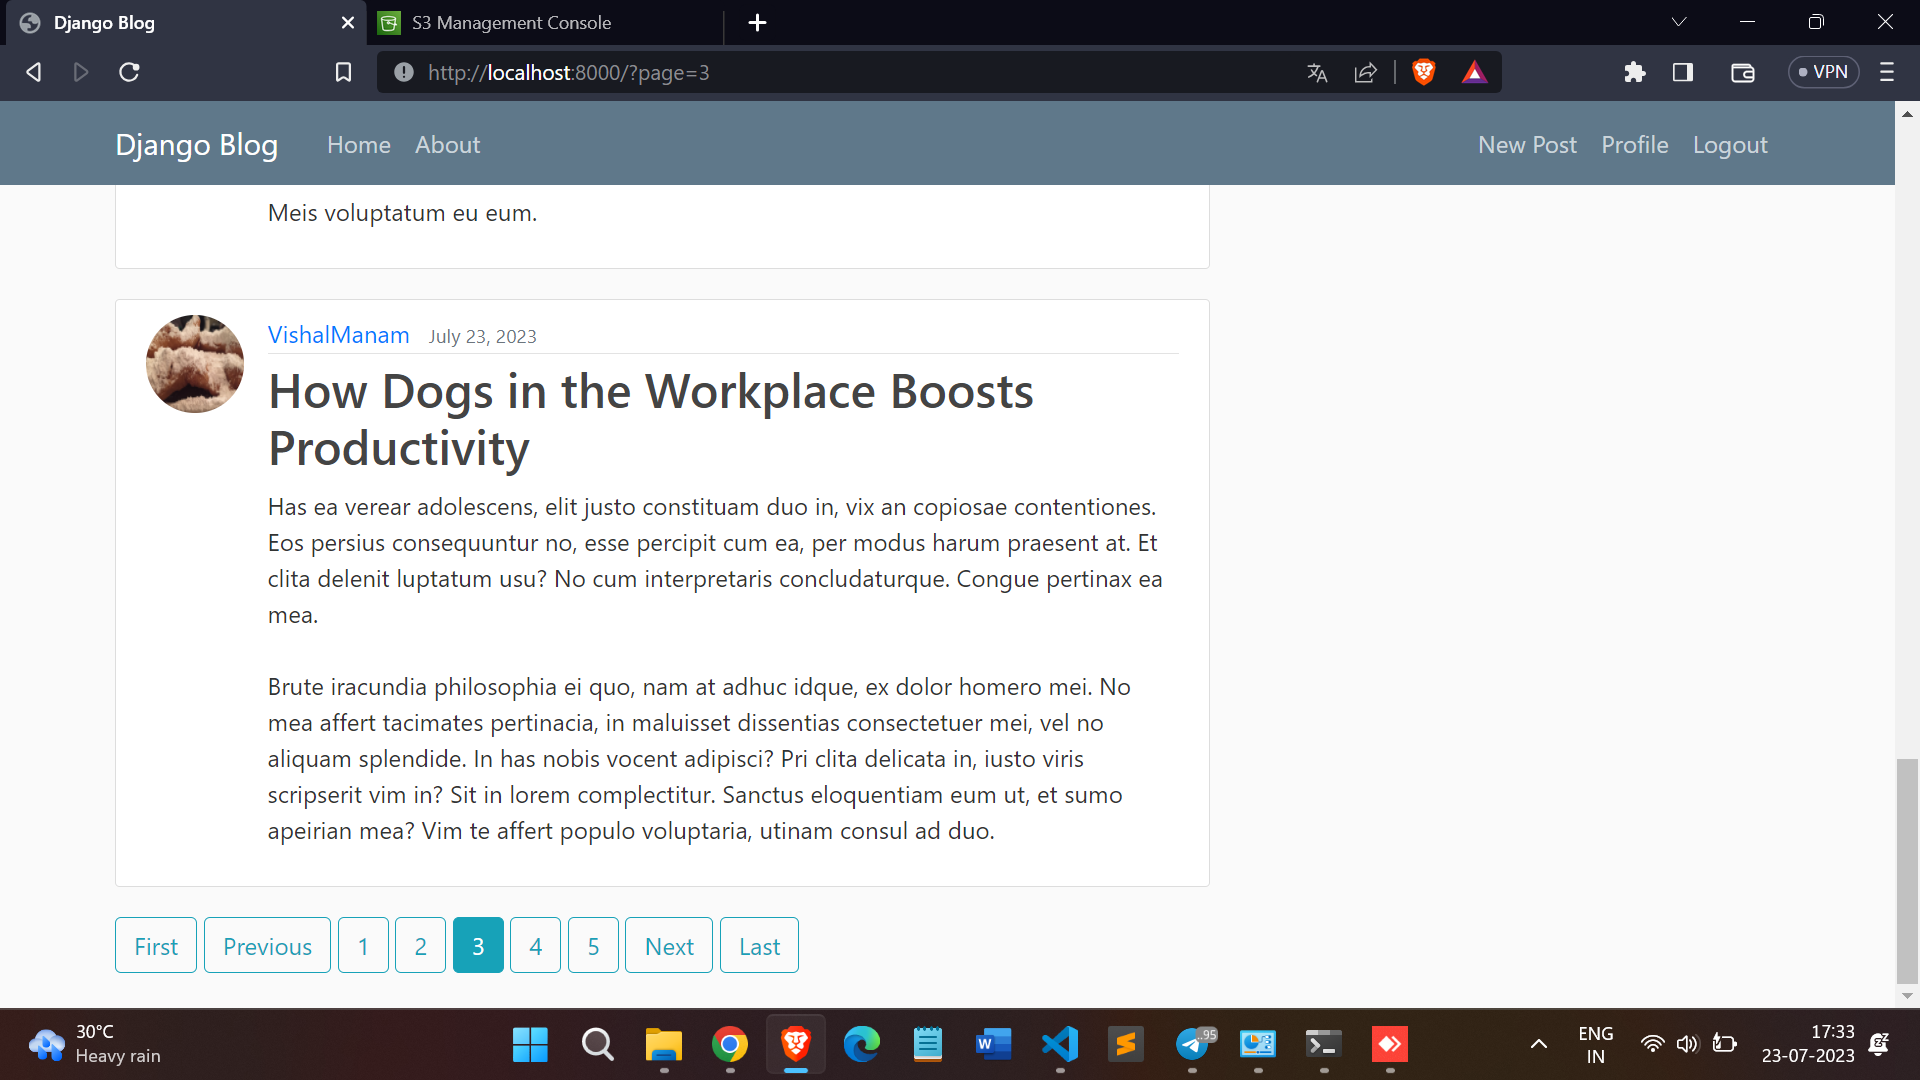 Django Blog
S3 Management Console
http://localhost:8000/?page=3
VPN
Django Blog Home About New Post Profile Logout
Meis voluptatum eu eum.
VishalManam July 23, 2023
How Dogs in the Workplace Boosts
Productivity
Has ea verear adolescens, elit justo constituam duo in, vix an copiosae contentiones.
Eos persius consequuntur no, esse percipit cum ea, per modus harum praesent at. Et
clita delenit luptatum usu? No cum interpretaris concludaturque. Congue pertinax ea
mea.
Brute iracundia philosophia ei quo, nam at adhuc idque, ex dolor homero mei. No
mea affert tacimates pertinacia, in maluisset dissentias consectetuer mei, vel no
aliquam splendide. In has nobis vocent adipisci? Pri clita delicata in, iusto viris
scripserit vim in? Sit in lorem complectitur. Sanctus eloquentiam eum ut, et sumo
apeirian mea? Vim te affert populo voluptaria, utinam consul ad duo.
First Previous 1 2 3 4 5 Next Last
30°C
Heavy rain
..95
ENG
IN
17:33
23-07-2023